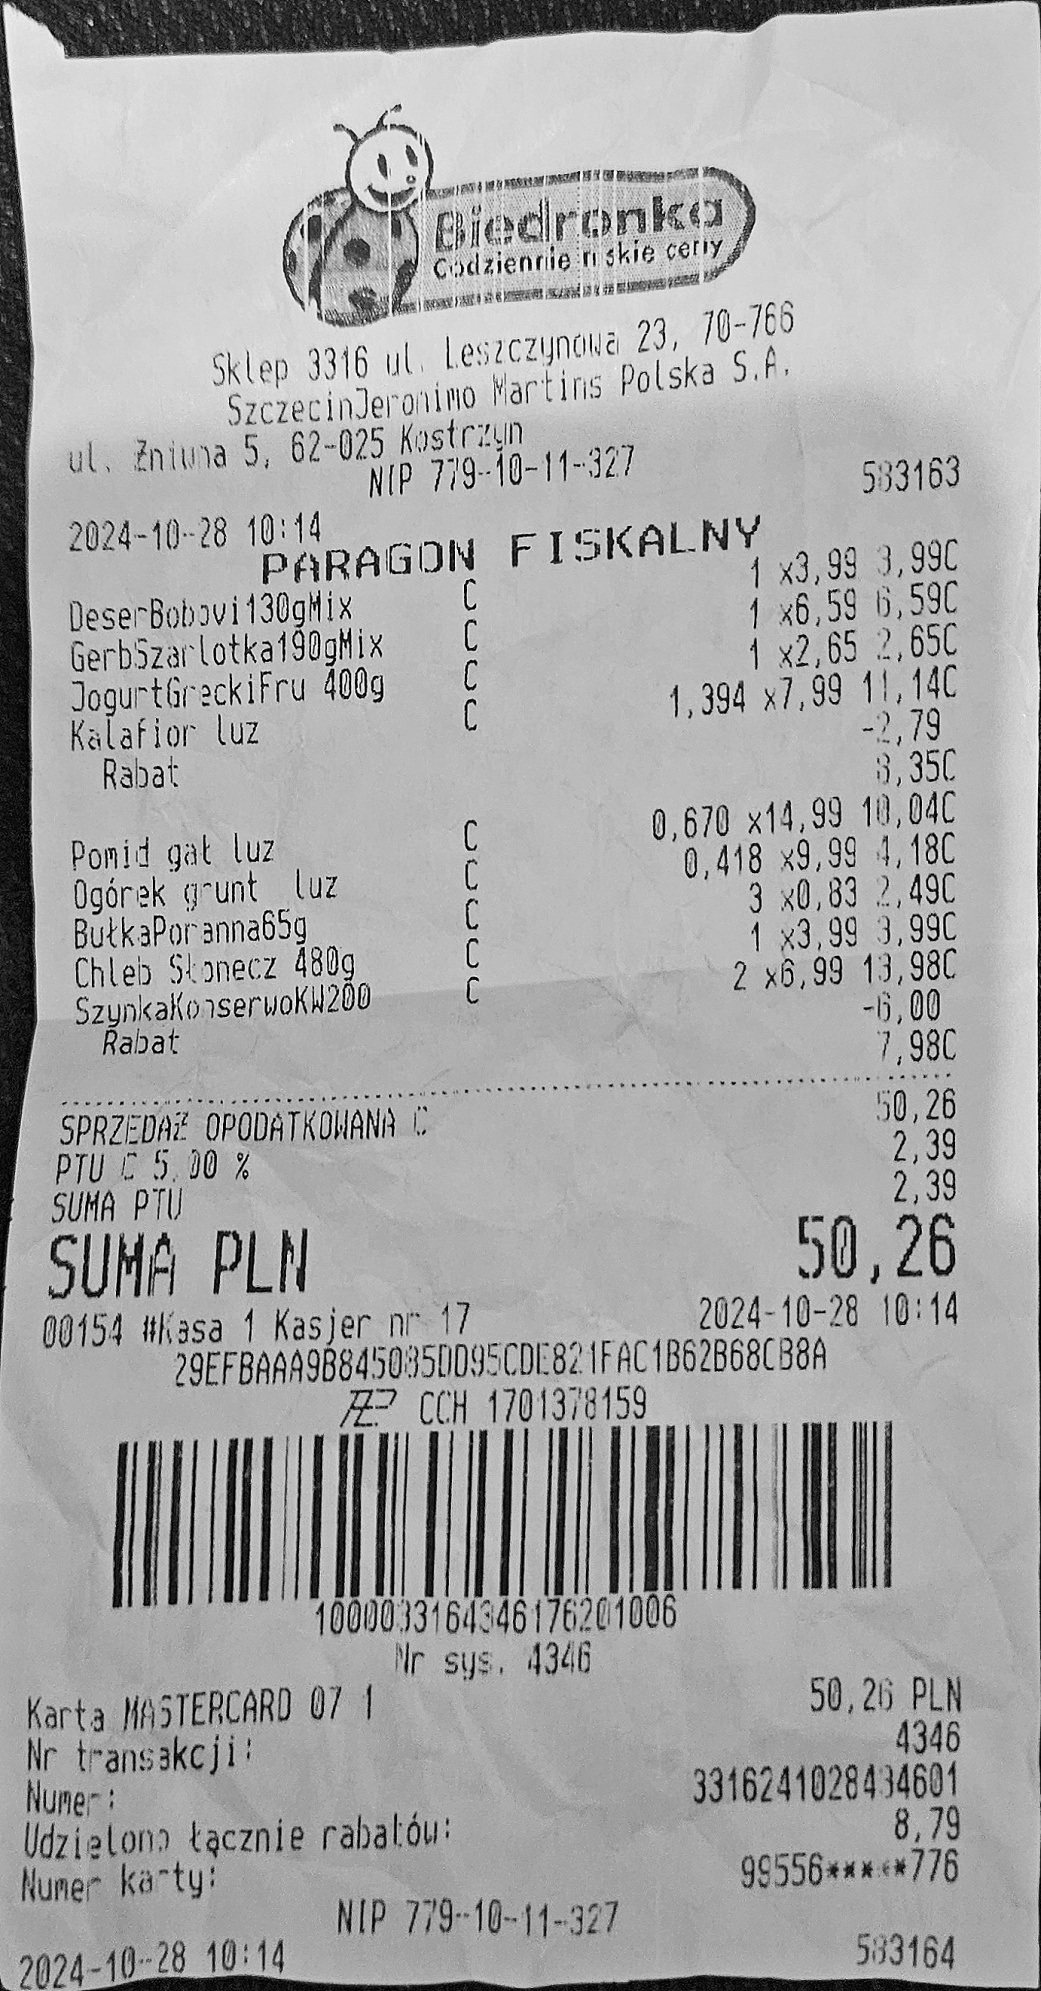 Biedronka
Codziennie niskie ceny
Sklep 3316 ul. Leszczynowa 23, 70-766
SzczecinJeronimo Martins Polska S.A.
ul. Żniwna 5, 62-025 Kostrzyn
NIP 779-10-11-327
2024-10-28 10:14 583163
PARAGON FISKALNY
DeserBobovi130gMix C 1 x3,99 3,99C
GerbSzarlotka190gMix C 1 x6,59 6,59C
JogurtGreckiFru 400g C 1 x2,65 2,65C
Kalafior luz C 1,394 x7,99 11,14C
Rabat -2,79
8,35C
Pomid gał luz C 0,670 x14,99 10,04C
Ogórek grunt luz C 0,418 x9,99 4,18C
BułkaPoranna65g C 3 x0,83 2,49C
Chleb Słonecz 480g C 1 x3,99 3,99C
SzynkaKonserwoKW200 C 2 x6,99 13,98C
Rabat -6,00
7,98C
SPRZEDAŻ OPODATKOWANA C 50,26
PTU C 5,00 % 2,39
SUMA PTU 2,39
SUMA PLN 50,26
00154 #Kasa 1 Kasjer nr 17 2024-10-28 10:14
CCH 1701378159
1000033164346176201006
Nr sys. 4346
Karta MASTERCARD 07 1 50,26 PLN
Nr transakcji: 4346
Numer: 3316241028434601
Udzielono łącznie rabatów: 8,79
Numer karty: 99556*****776
NIP 779-10-11-327
2024-10-28 10:14 583164